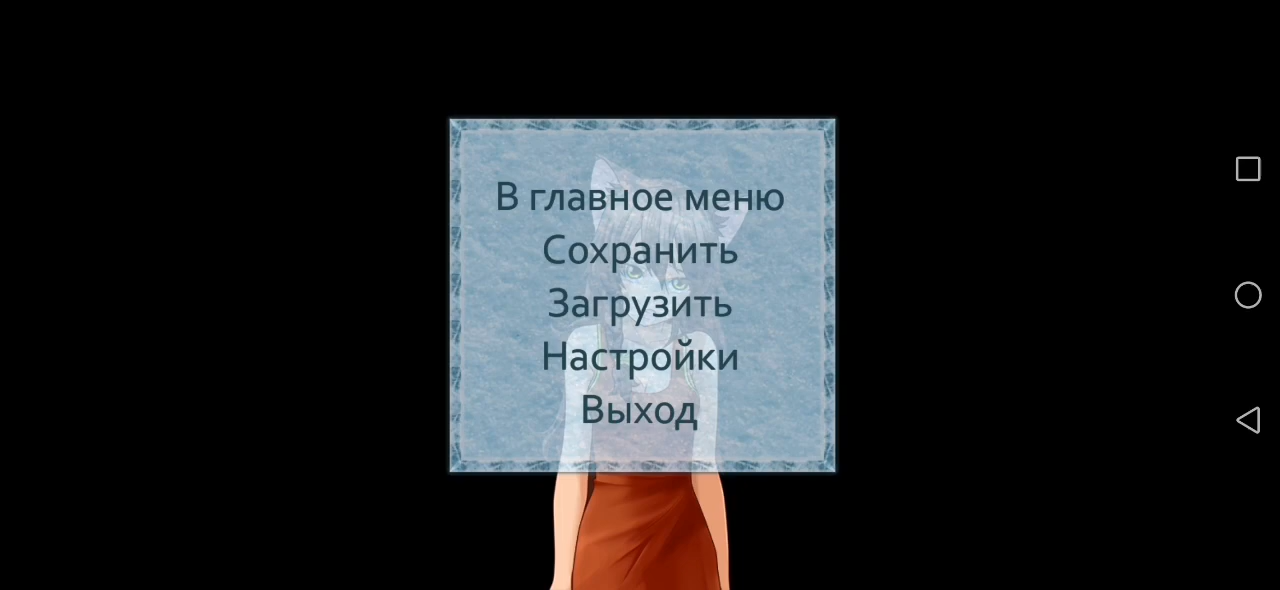 В главное меню
Сохранить
Загрузить
Настройки
Выход